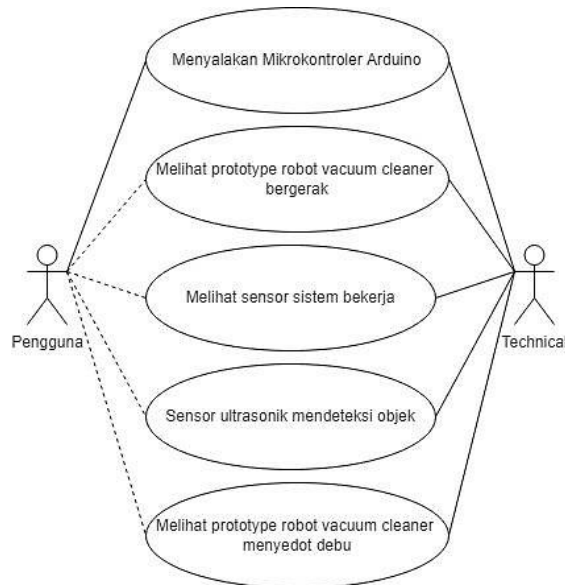 Menyalakan Mikrokontroler Arduino
Melihat prototype robot vacuum cleaner
bergerak
Melihat sensor sistem bekerja
Pengguna
Technical
Sensor ultrasonik mendeteksi objek
Melihat prototype robot vacuum cleaner
menyedot debu